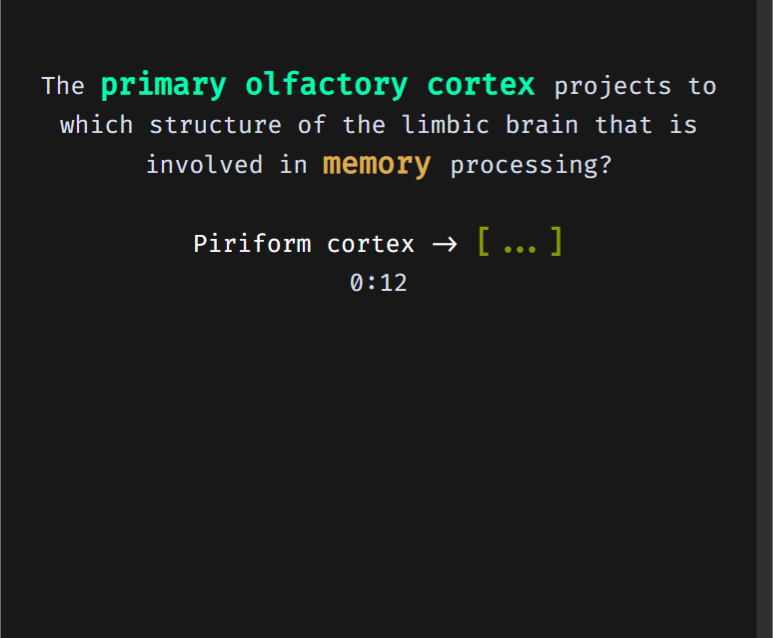 The primary olfactory cortex projects to
which structure of the limbic brain that is
involved in memory processing?
Piriform cortex → [...]
0:12